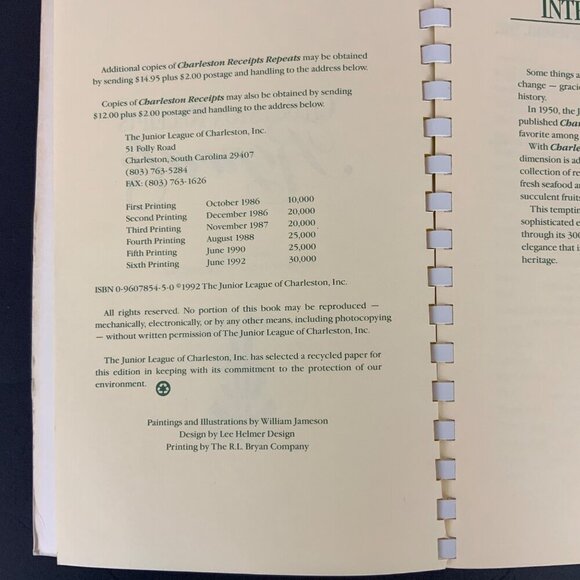 Additional copies of Charleston Receipts Repeats may be obtained
by sending $14.95 plus $2.00 postage and handling to the address below.
Copies of Charleston Receipts may also be obtained by sending
$12.00 plus $2.00 postage and handling to the address below.
The Junior League of Charleston, Inc.
51 Folly Road
Charleston, South Carolina 29407
(803) 763-5284
FAX: (803) 763-1626
First Printing October 1986 10,000
Second Printing December 1986 20,000
Third Printing November 1987 20,000
Fourth Printing August 1988 25,000
Fifth Printing June 1990 25,000
Sixth Printing June 1992 30,000
ISBN 0-9607854-5-0 ©1992 The Junior League of Charleston, Inc.
All rights reserved. No portion of this book may be reproduced —
mechanically, electronically, or by any other means, including photocopying
— without written permission of The Junior League of Charleston, Inc.
The Junior League of Charleston, Inc. has selected a recycled paper for
this edition in keeping with its commitment to the protection of our
environment.
Paintings and Illustrations by William Jameson
Design by Lee Helmer Design
Printing by The R.L. Bryan Company
INT
Some things a
change — graci
history.
In 1950, the J
published Char
favorite among
With Charle
dimension is ad
collection of re
fresh seafood a
succulent fruits
This tempti
sophisticated e
through its 300
elegance that i
heritage.